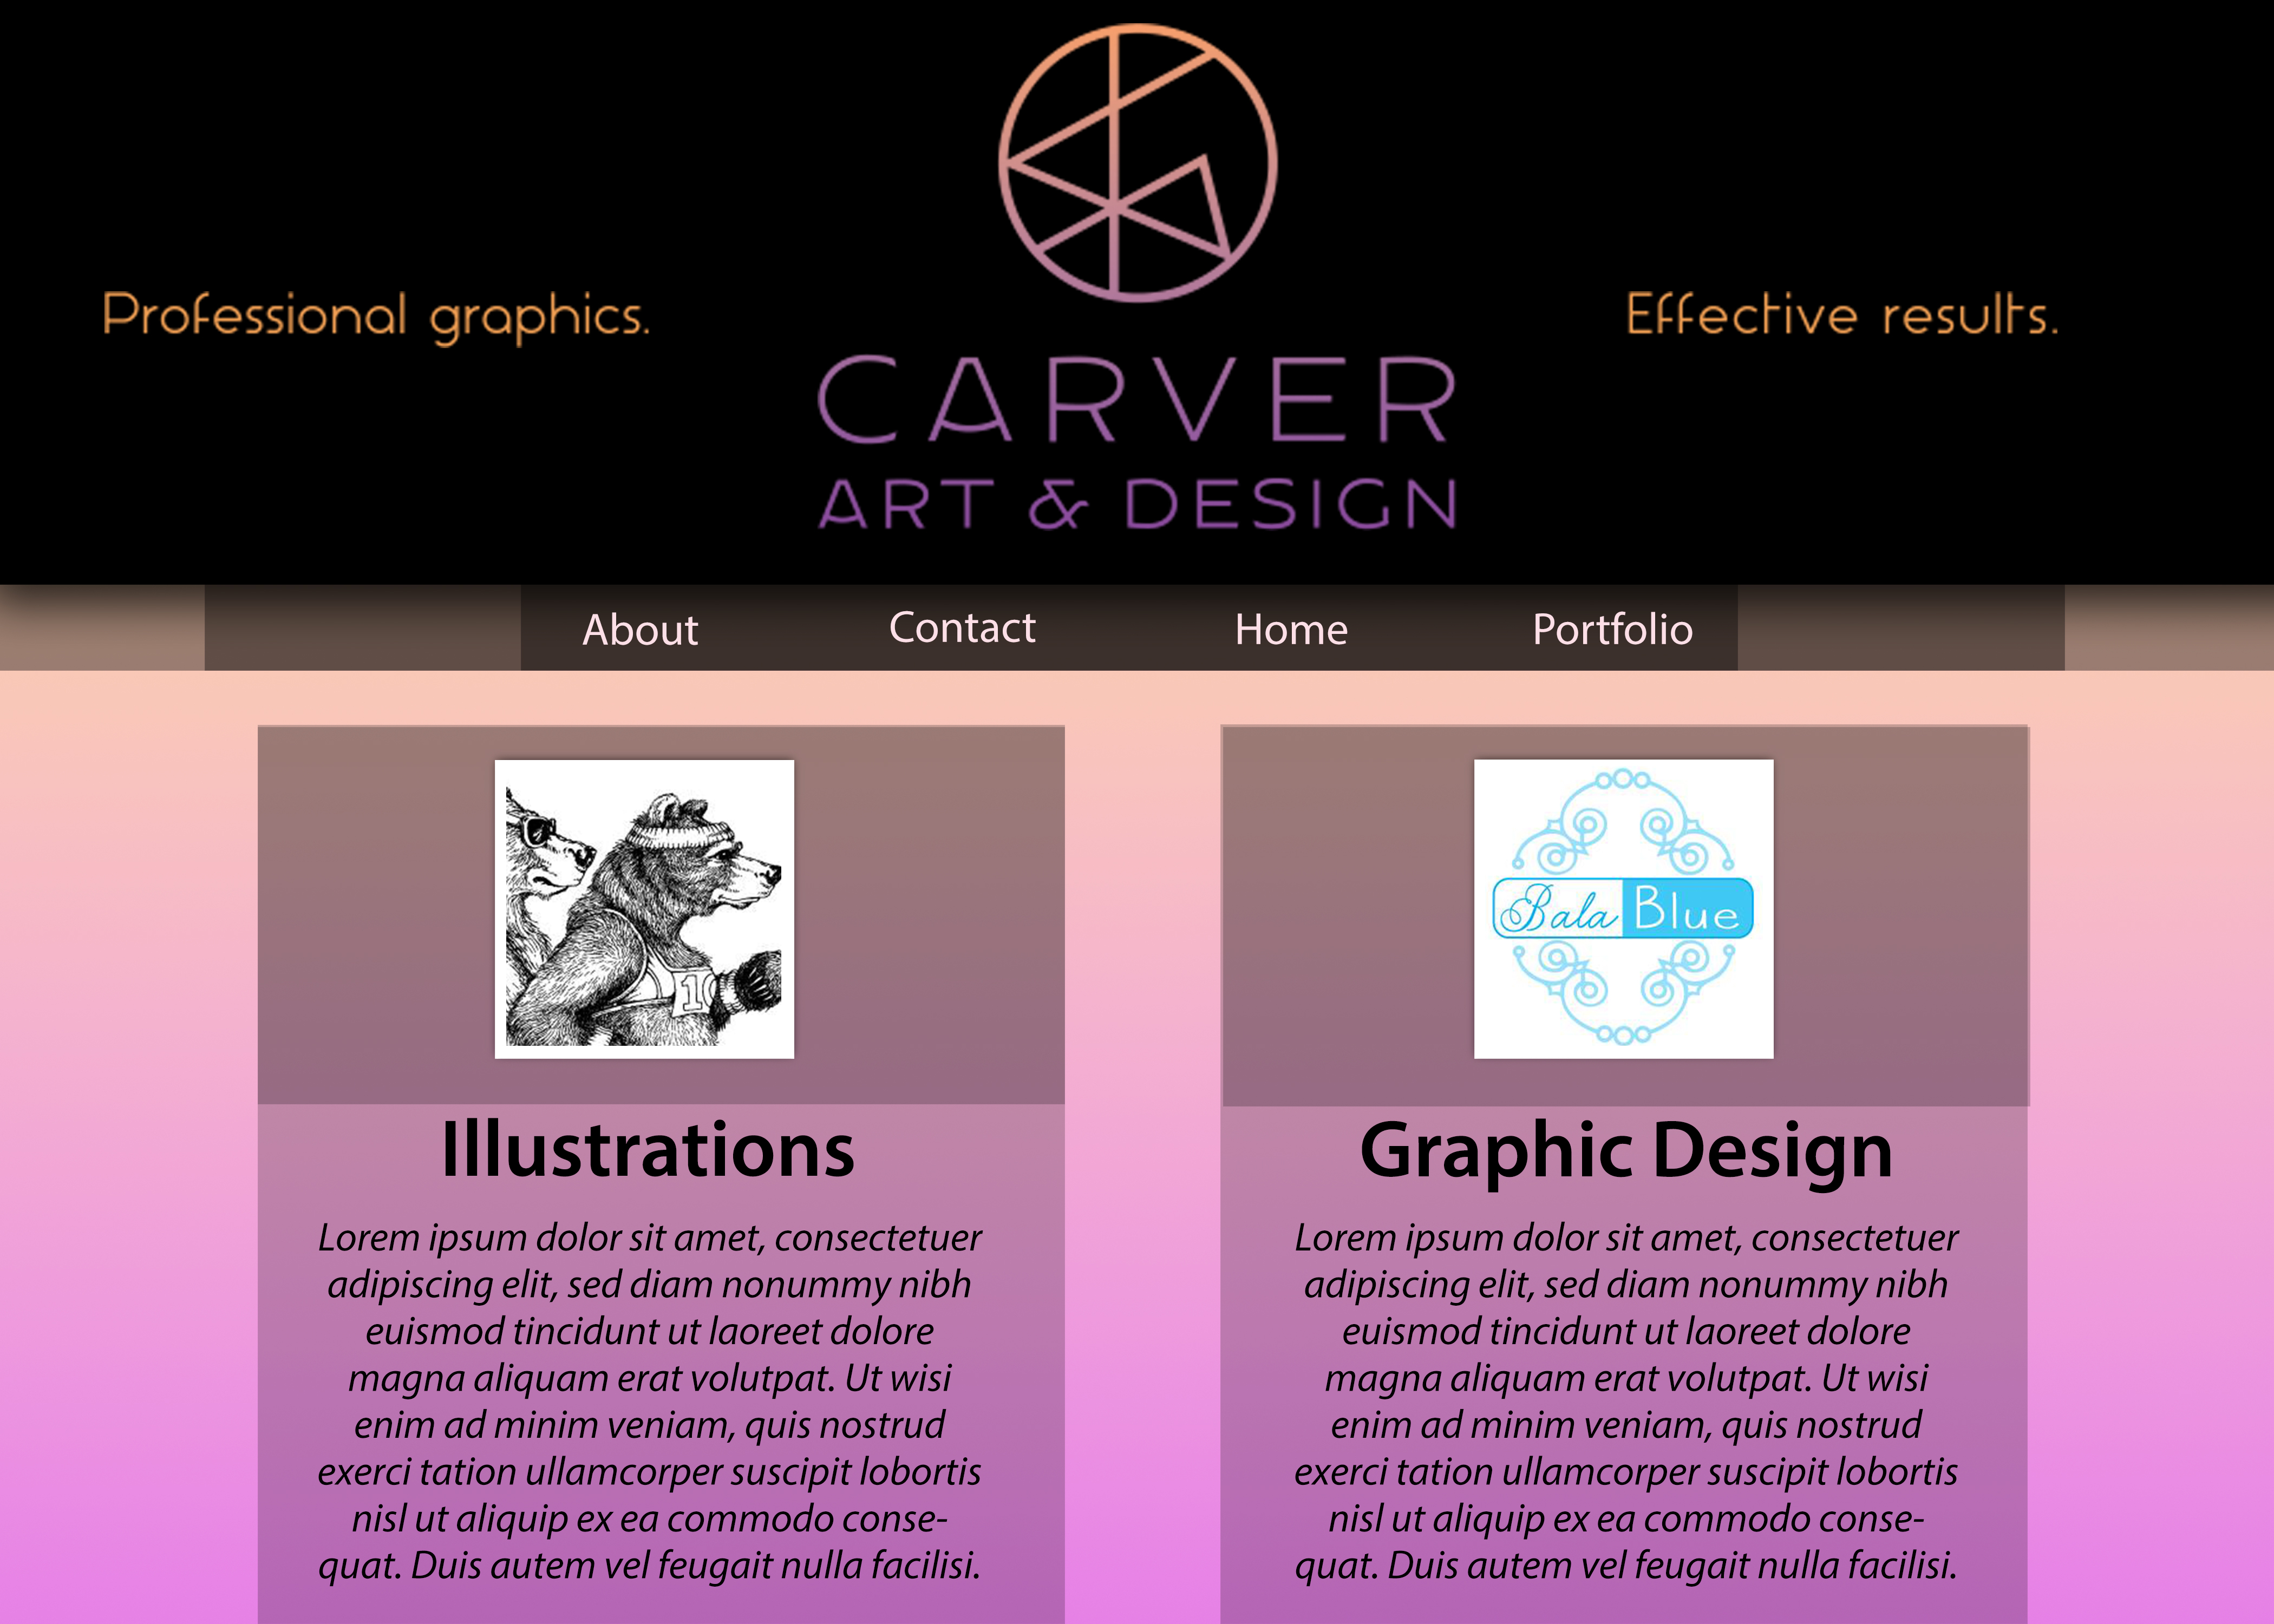 Professional graphics.
Effective results.
CARVER
ART & DESIGN
About Contact Home Portfolio
10
Bala Blue
Illustrations
Lorem ipsum dolor sit amet, consectetuer
adipiscing elit, sed diam nonummy nibh
euismod tincidunt ut laoreet dolore
magna aliquam erat volutpat. Ut wisi
enim ad minim veniam, quis nostrud
exerci tation ullamcorper suscipit lobortis
nisl ut aliquip ex ea commodo conse-
quat. Duis autem vel feugait nulla facilisi.
Graphic Design
Lorem ipsum dolor sit amet, consectetuer
adipiscing elit, sed diam nonummy nibh
euismod tincidunt ut laoreet dolore
magna aliquam erat volutpat. Ut wisi
enim ad minim veniam, quis nostrud
exerci tation ullamcorper suscipit lobortis
nisl ut aliquip ex ea commodo conse-
quat. Duis autem vel feugait nulla facilisi.